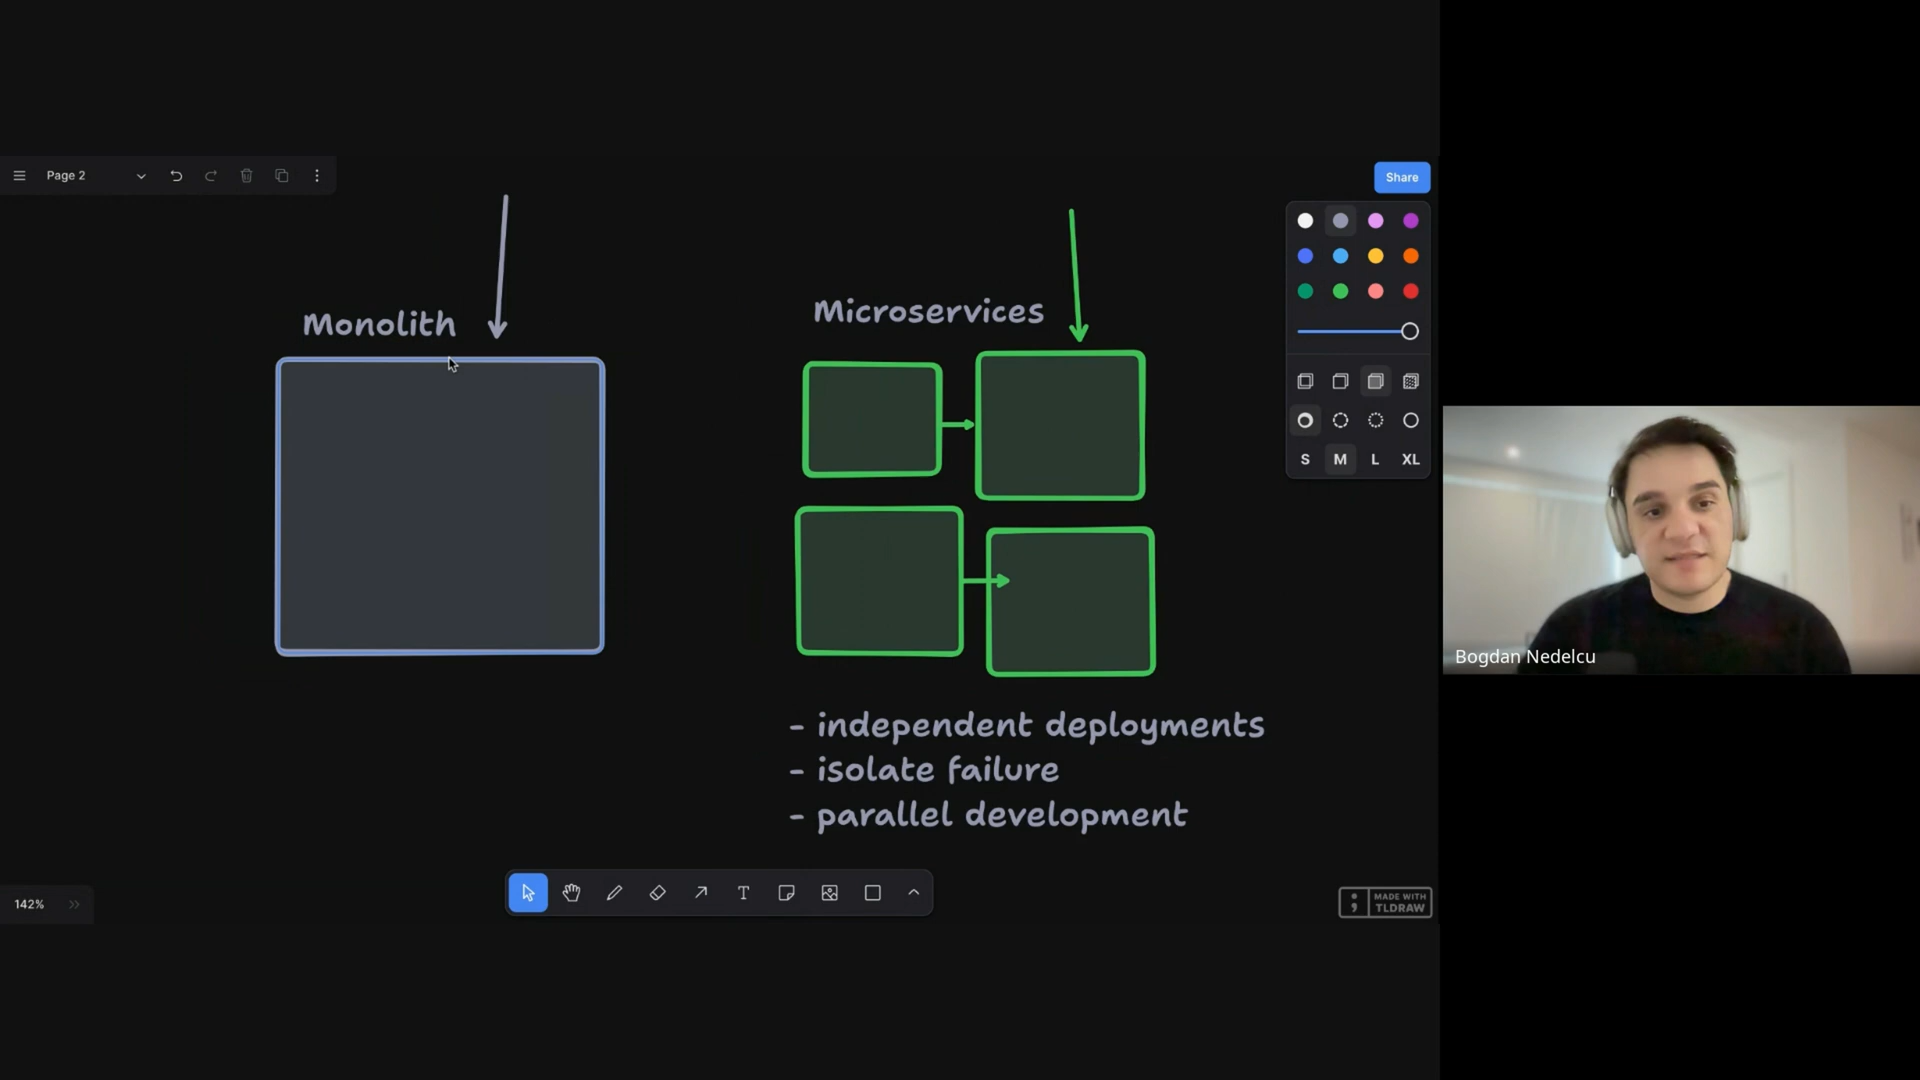 Page 2
Share
Monolith
Microservices
S M L XL
- independent deployments
- isolate failure
- parallel development
Bogdan Nedelcu
142%
T
MADE WITH
TLDRAW